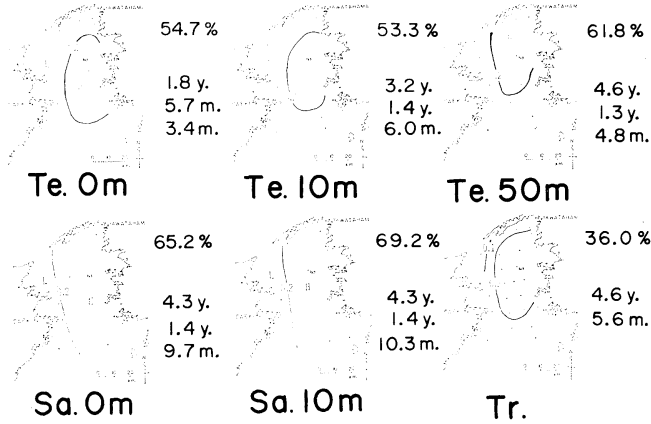 54.7 %
1.8 y.
5.7 m.
3.4 m.
Te. 0m
53.3 %
3.2 y.
1.4 y.
6.0 m.
Te. 10m
61.8 %
4.6 y.
1.3 y.
4.8 m.
Te. 50m
65.2 %
4.3 y.
1.4 y.
9.7 m.
Sa. 0m
69.2 %
4.3 y.
1.4 y.
10.3 m.
Sa. 10m
36.0 %
4.6 y.
5.6 m.
Tr.